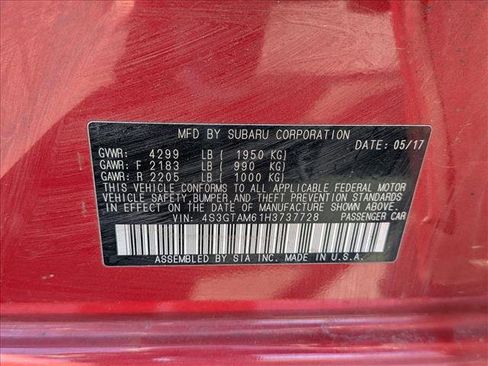 MFD BY SUBARU CORPORATION
DATE: 05/17
GVWR: 4299 LB ( 1950 KG)
GAWR: F 2183 LB ( 990 KG)
GAWR: R 2205 LB ( 1000 KG)
THIS VEHICLE CONFORMS TO ALL APPLICABLE FEDERAL MOTOR
VEHICLE SAFETY,BUMPER,AND THEFT PREVENTION STANDARDS
IN EFFECT ON THE DATE OF MANUFACTURE SHOWN ABOVE.
VIN: 4S3GTAM61H3737728 PASSENGER CAR
ASSEMBLED BY SIA INC. MADE IN U.S.A.